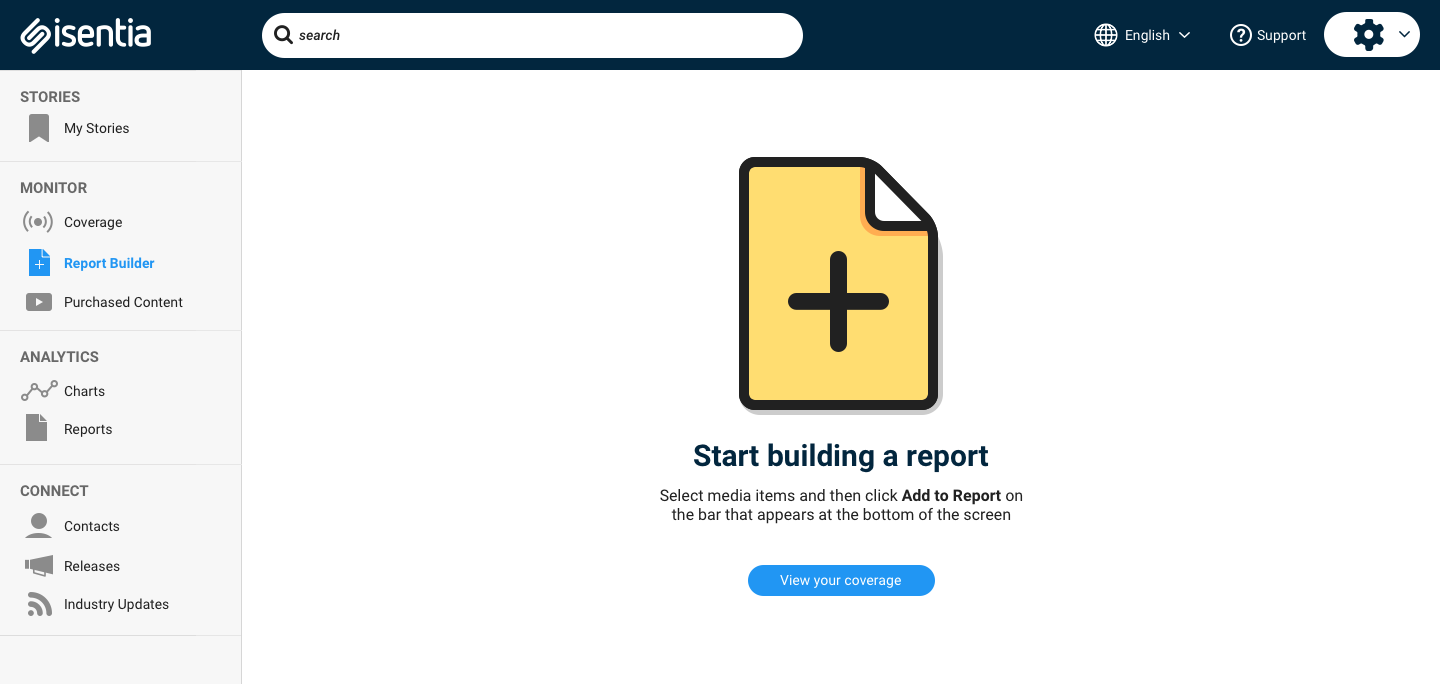 isentia
search
English
Support
STORIES
My Stories
MONITOR
Coverage
Report Builder
Purchased Content
ANALYTICS
Charts
Reports
CONNECT
Contacts
Releases
Industry Updates
Start building a report
Select media items and then click Add to Report on
the bar that appears at the bottom of the screen
View your coverage